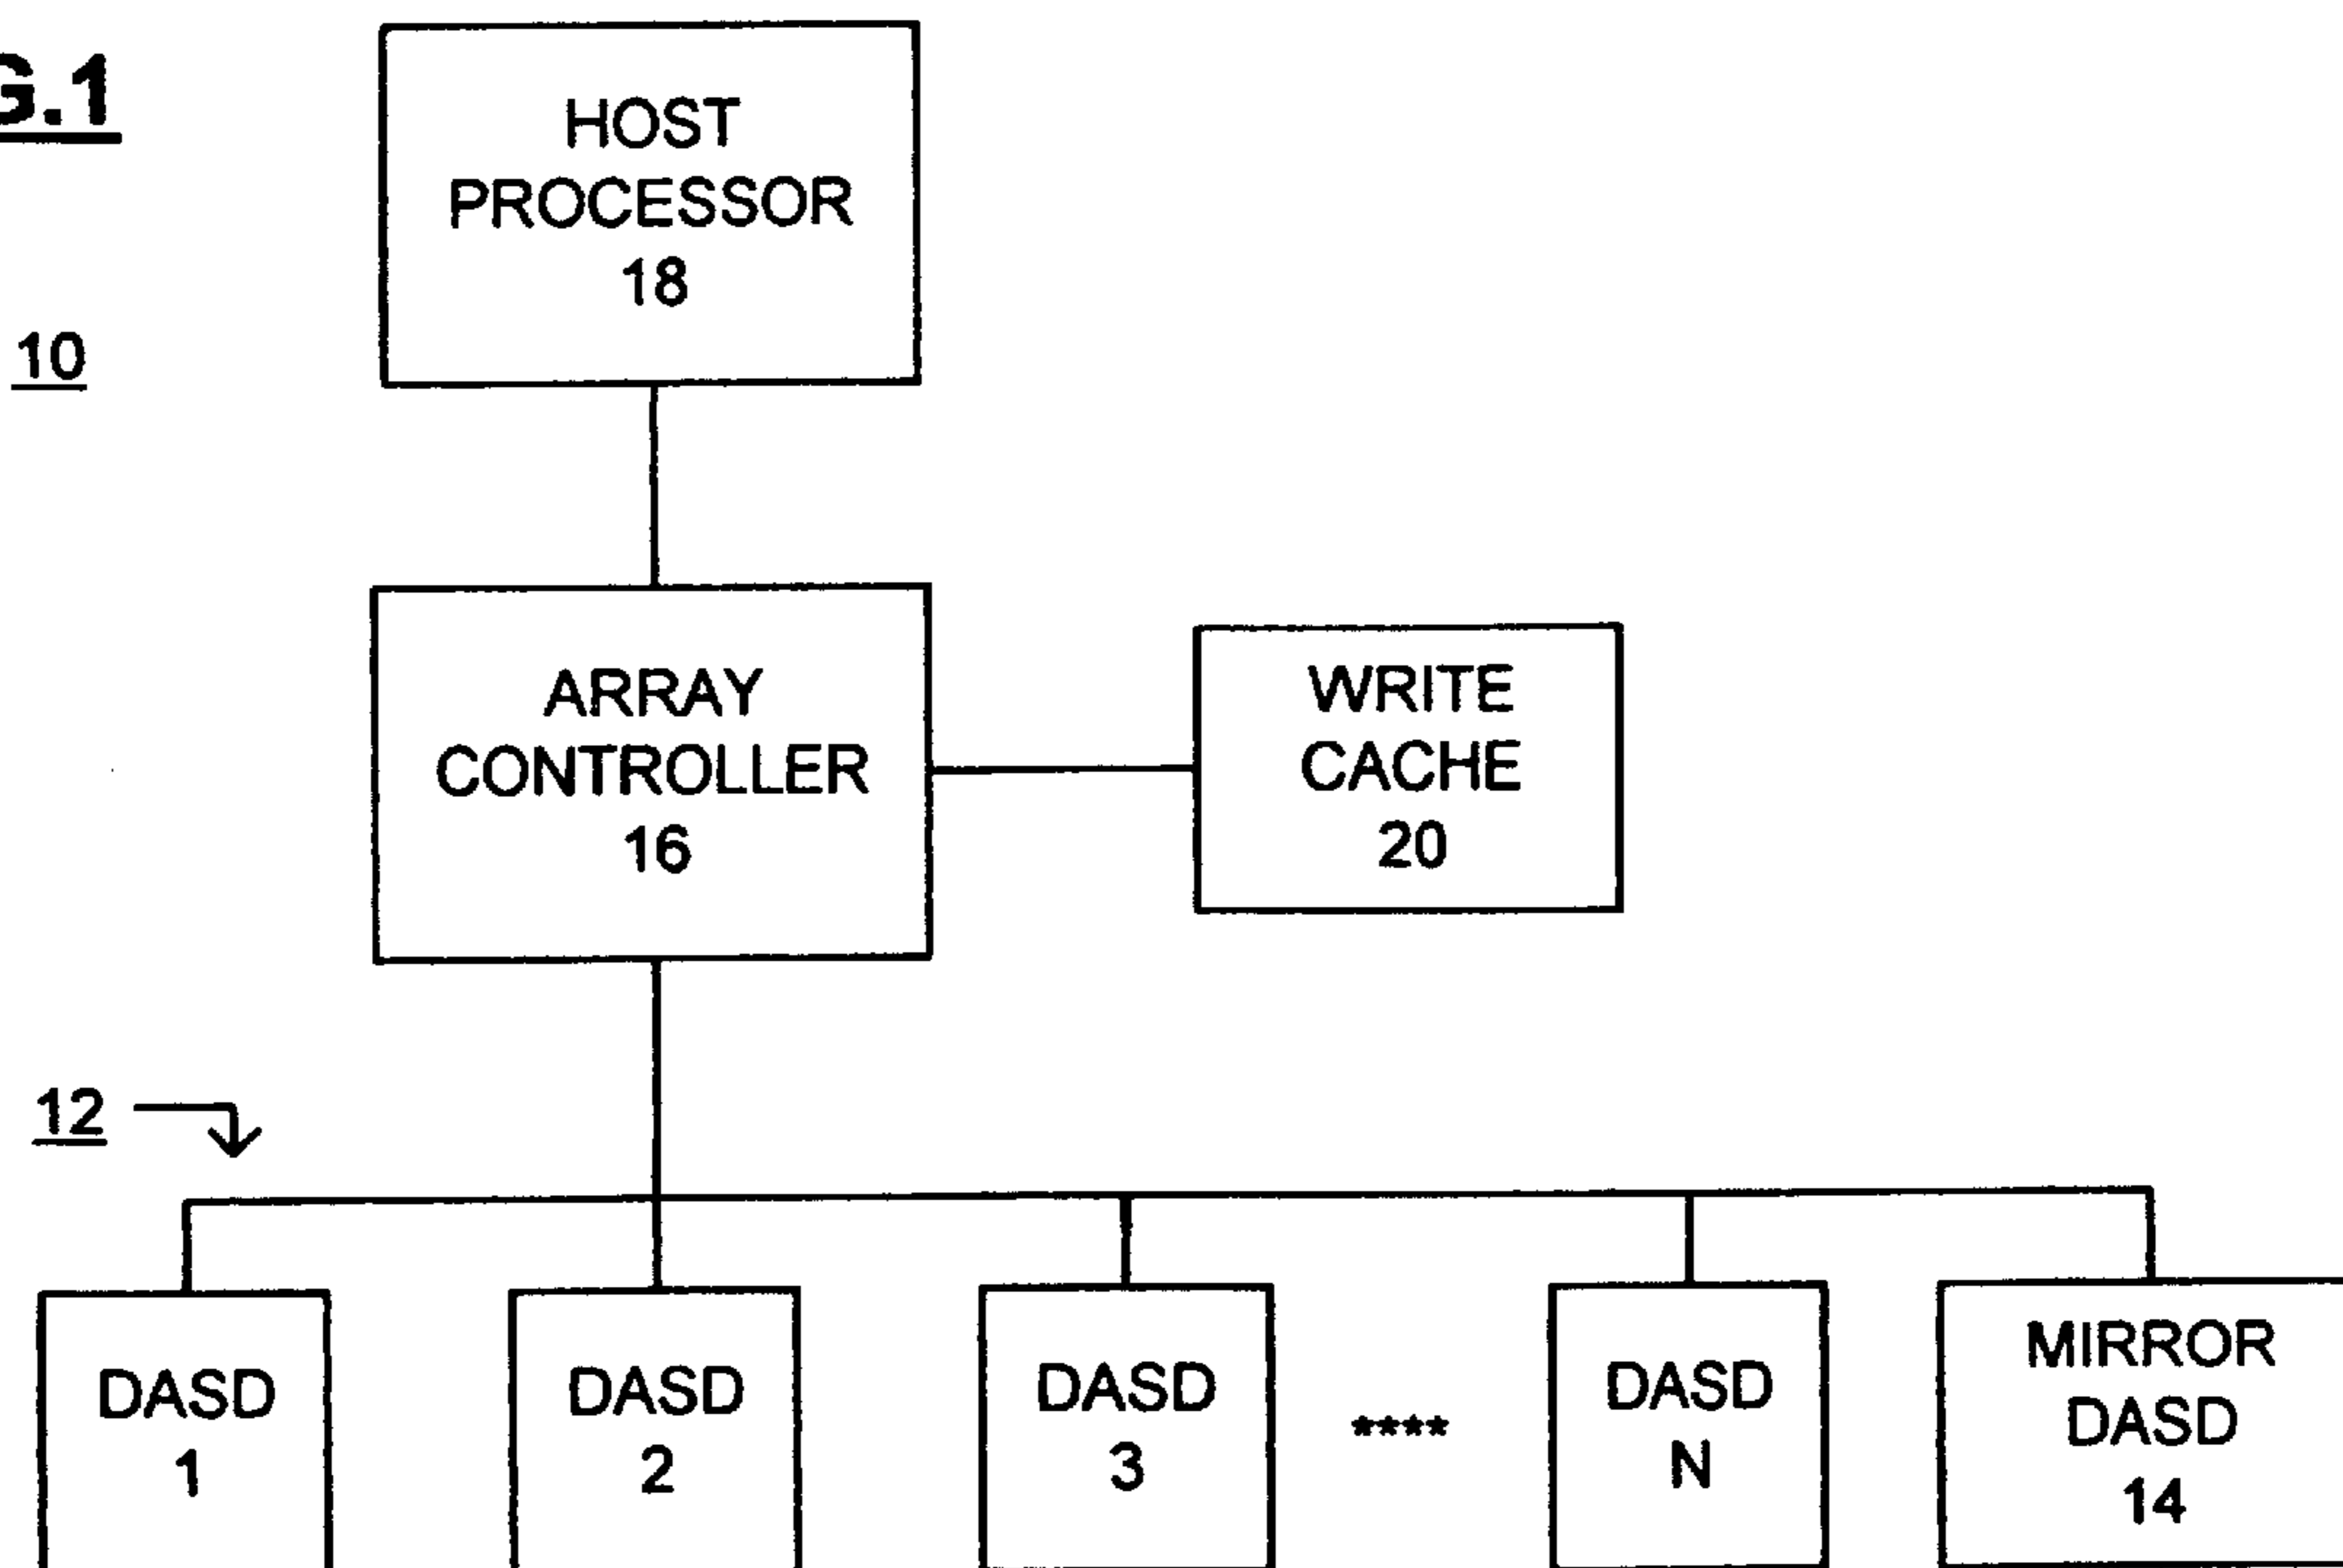 G.1
HOST
PROCESSOR
18
10
ARRAY
CONTROLLER
16
WRITE
CACHE
20
12
DASD
1
DASD
2
DASD
3
****
DASD
N
MIRROR
DASD
14